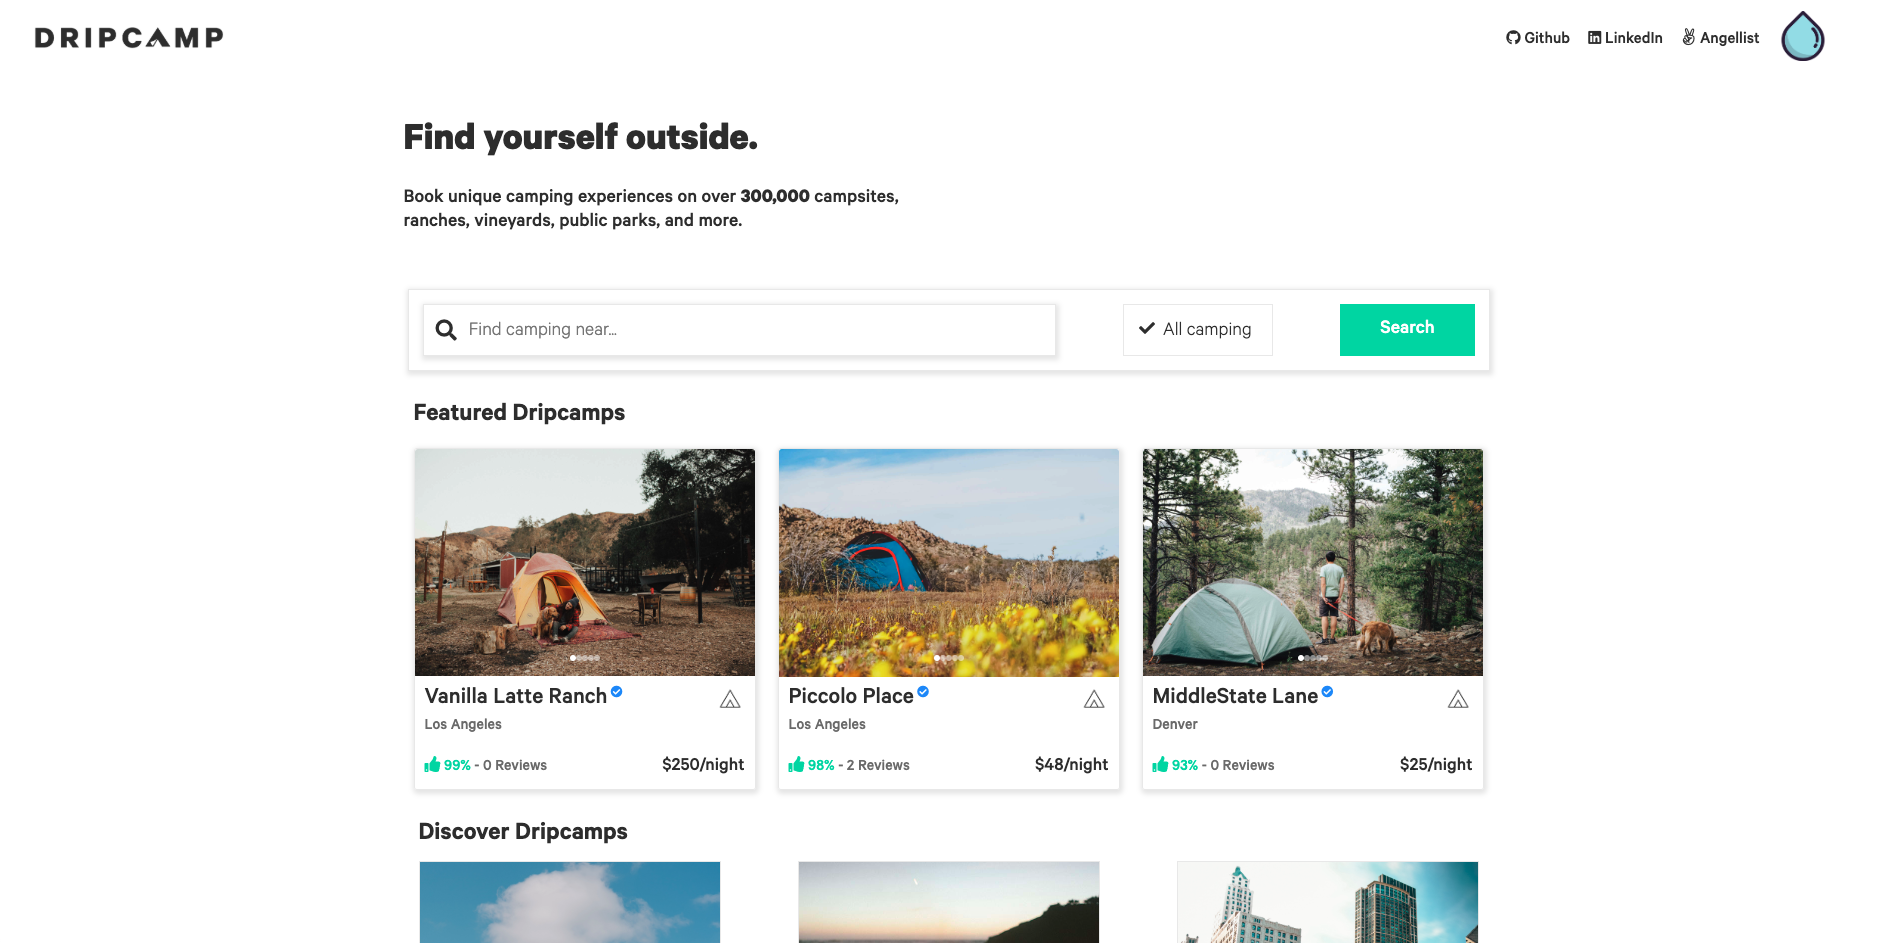 DRIPCAMP
Github LinkedIn Angellist
Find yourself outside.
Book unique camping experiences on over 300,000 campsites,
ranches, vineyards, public parks, and more.
Find camping near...
All camping
Search
Featured Dripcamps
Vanilla Latte Ranch
Los Angeles
99% - 0 Reviews
$250/night
Piccolo Place
Los Angeles
98% - 2 Reviews
$48/night
MiddleState Lane
Denver
93% - 0 Reviews
$25/night
Discover Dripcamps